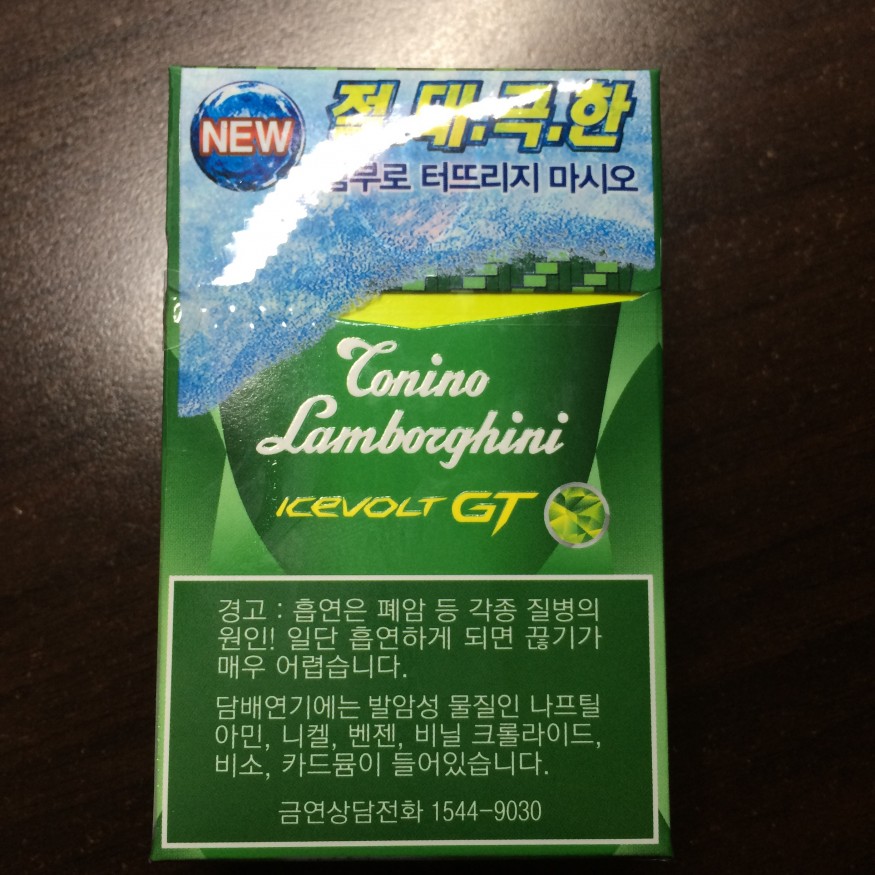 NEW
절.대.극.한
터뜨리지 마시오
Tonino
Lamborghini
ICEVOLT GT
경고 : 흡연은 폐암 등 각종 질병의
원인! 일단 흡연하게 되면 끊기가
매우 어렵습니다.
담배연기에는 발암성 물질인 나프틸
아민, 니켈, 벤젠, 비닐 크롤라이드,
비소, 카드뮴이 들어있습니다.
금연상담전화 1544-9030